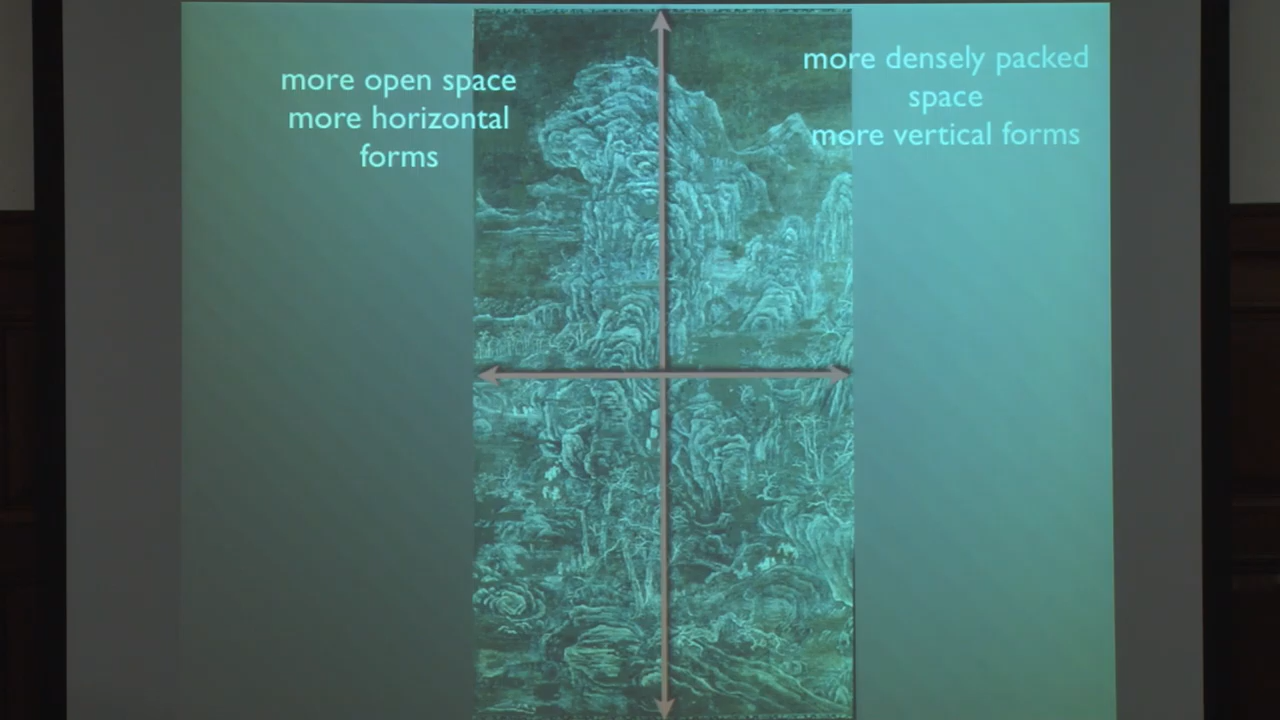 more open space
more horizontal
forms
more densely packed
space
more vertical forms